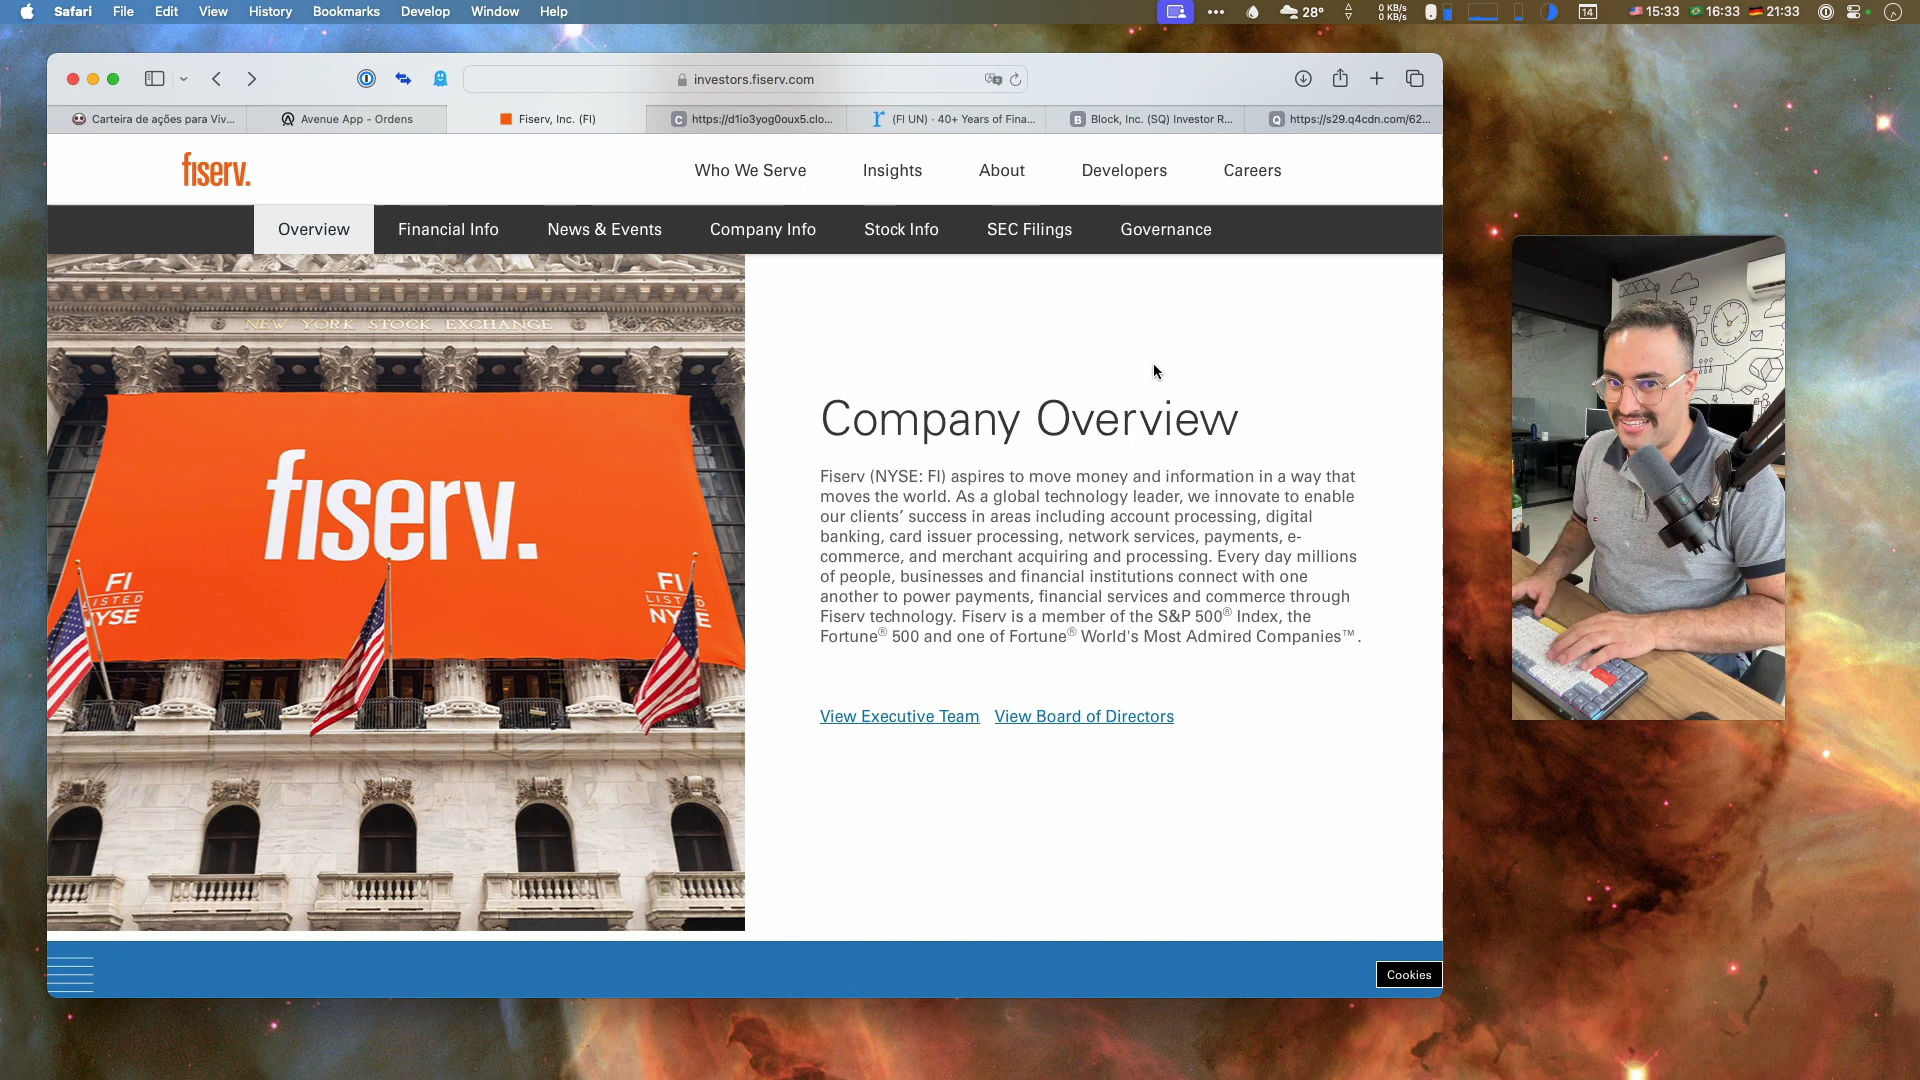 Safari File Edit View History Bookmarks Develop Window Help
28°
0 KB/s
0 KB/s
14
15:33 16:33 21:33
investors.fiserv.com
Carteira de ações para Viv...
Avenue App - Ordens
Fiserv, Inc. (FI)
C https://d1io3yog0oux5.clo...
r (FI UN) · 40+ Years of Fina...
B Block, Inc. (SQ) Investor R...
Q https://s29.q4cdn.com/62...
fiserv.
Who We Serve Insights About Developers Careers
Overview Financial Info News & Events Company Info Stock Info SEC Filings Governance
NEW YORK STOCK EXCHANGE
fiserv.
FI
LISTED
NYSE
FI
LISTED
NYSE
Company Overview
Fiserv (NYSE: FI) aspires to move money and information in a way that
moves the world. As a global technology leader, we innovate to enable
our clients’ success in areas including account processing, digital
banking, card issuer processing, network services, payments, e-
commerce, and merchant acquiring and processing. Every day millions
of people, businesses and financial institutions connect with one
another to power payments, financial services and commerce through
Fiserv technology. Fiserv is a member of the S&P 500® Index, the
Fortune® 500 and one of Fortune® World's Most Admired Companies™.
View Executive Team View Board of Directors
Cookies